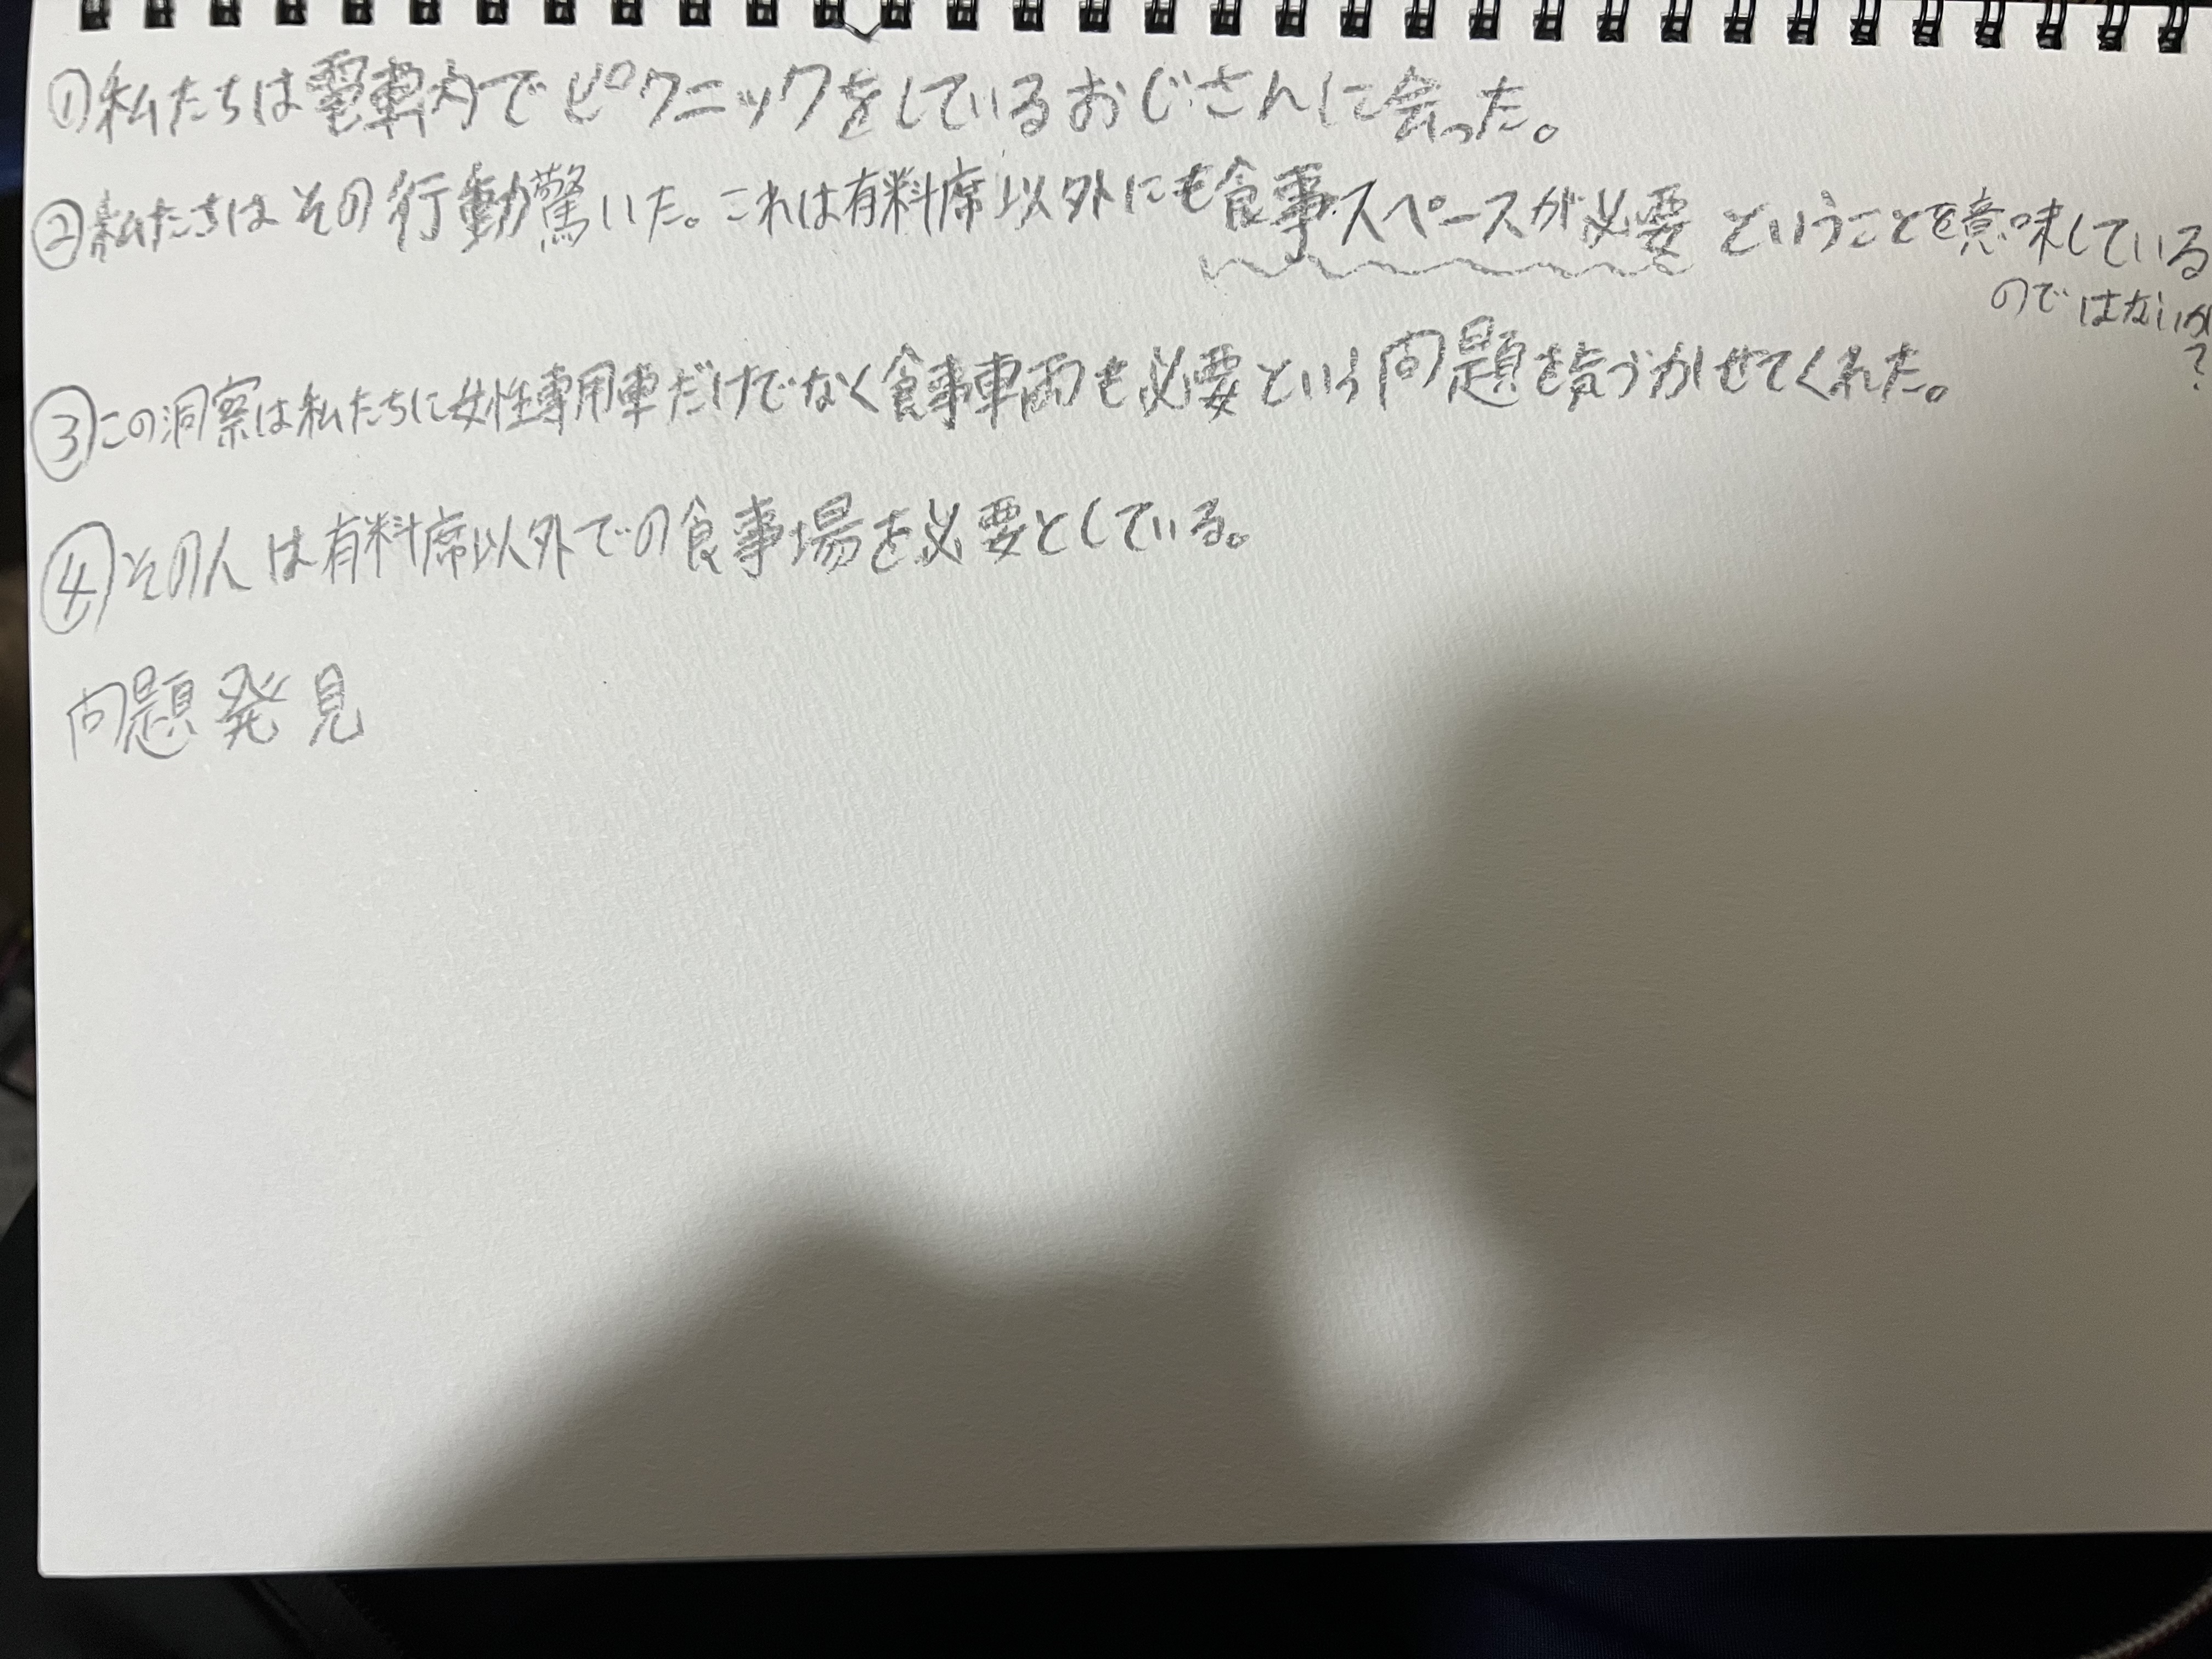 ①私たちは電車内でピクニックをしているおじさんに会った。
②私たちはその行動驚いた。これは有料席以外にも食事スペースが必要ということを意味している
のではないか
?
③この洞察は私たちに女性専用車だけでなく食事車両も必要という問題を気づかせてくれた。
④その人は有料席以外での食事場を必要としている。
問題発見